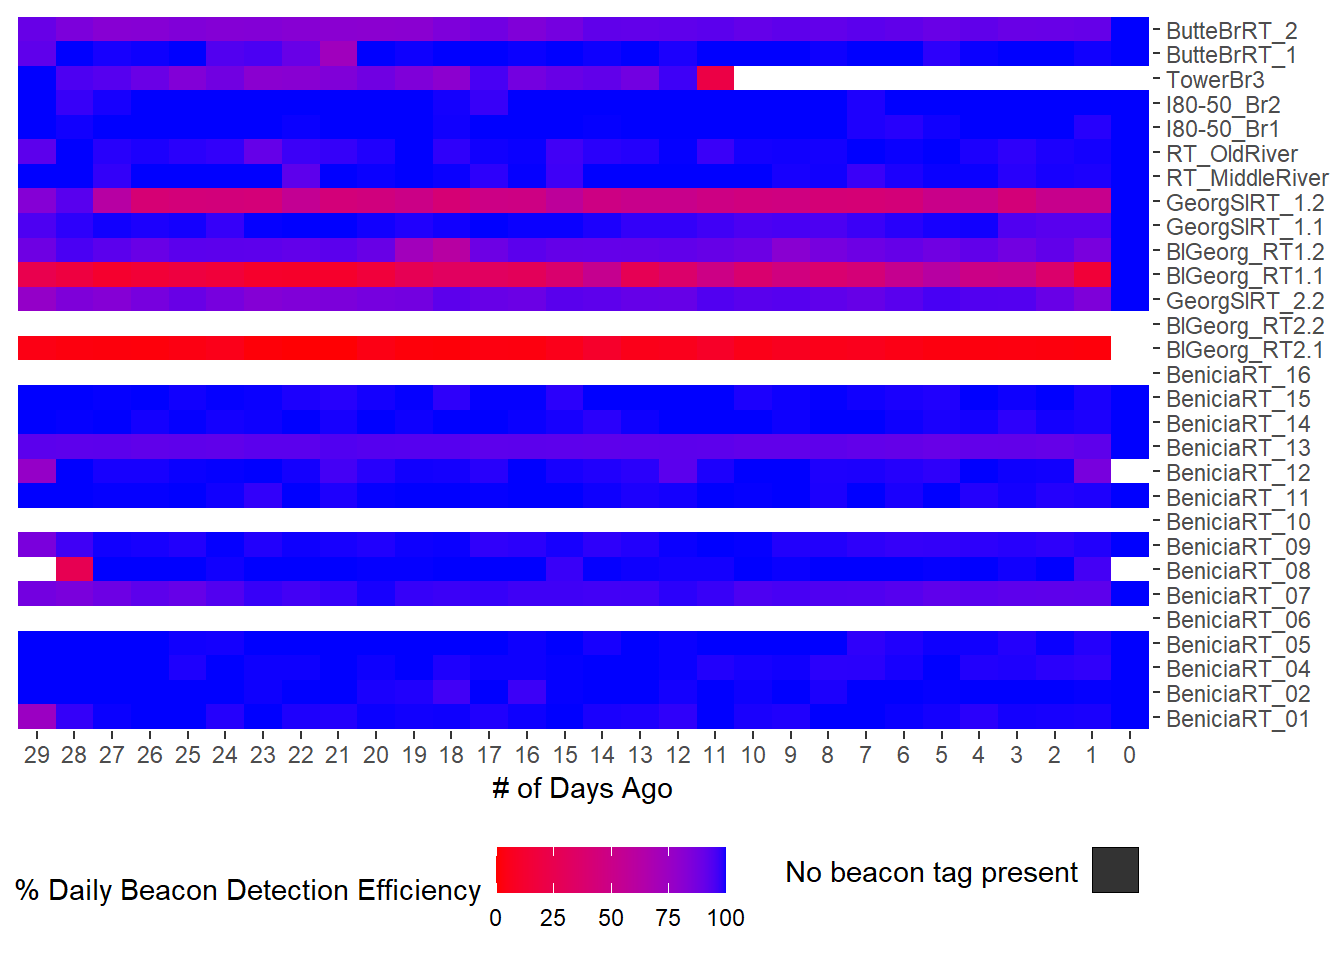 ButteBrRT_2
ButteBrRT_1
TowerBr3
I80-50_Br2
I80-50_Br1
RT_OldRiver
RT_MiddleRiver
GeorgSlRT_1.2
GeorgSlRT_1.1
BlGeorg_RT1.2
BlGeorg_RT1.1
GeorgSlRT_2.2
BlGeorg_RT2.2
BlGeorg_RT2.1
BeniciaRT_16
BeniciaRT_15
BeniciaRT_14
BeniciaRT_13
BeniciaRT_12
BeniciaRT_11
BeniciaRT_10
BeniciaRT_09
BeniciaRT_08
BeniciaRT_07
BeniciaRT_06
BeniciaRT_05
BeniciaRT_04
BeniciaRT_02
BeniciaRT_01
29 28 27 26 25 24 23 22 21 20 19 18 17 16 15 14 13 12 11 10 9 8 7 6 5 4 3 2 1 0
# of Days Ago
% Daily Beacon Detection Efficiency
0 25 50 75 100
No beacon tag present